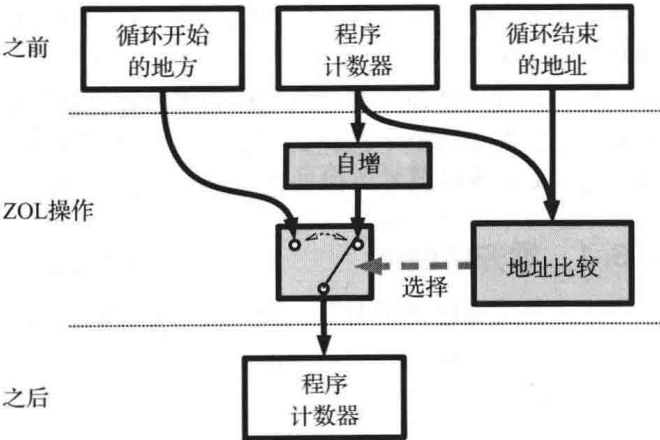 之前
循环开始
的地方
程序
计数器
循环结束
的地址
自增
ZOL操作
选择
地址比较
之后
程序
计数器